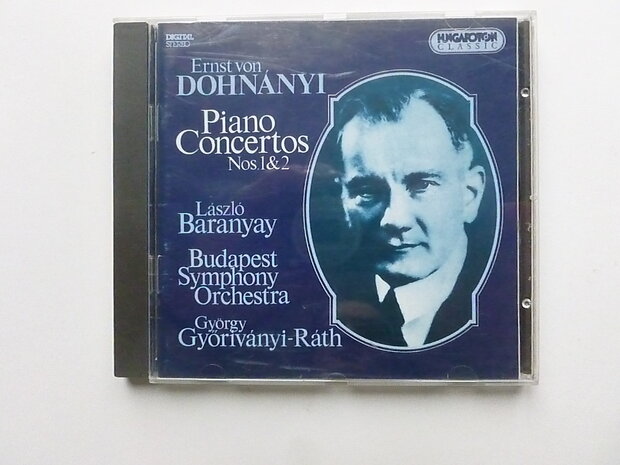 DIGITAL
STEREO
HUNGAROTON
CLASSIC
Ernst von
DOHNÁNYI
Piano
Concertos
Nos.1&2
László
Baranyay
Budapest
Symphony
Orchestra
György
Győriványi-Ráth